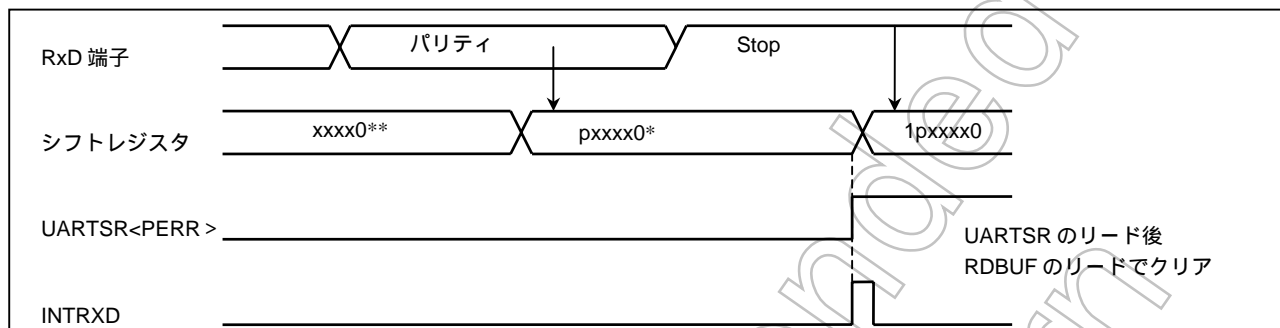 RxD 端子 パリティ Stop
シフトレジスタ xxxx0** pxxxx0* 1pxxxx0
UARTSR<PERR >
UARTSR のリード後
RDBUF のリードでクリア
INTRXD